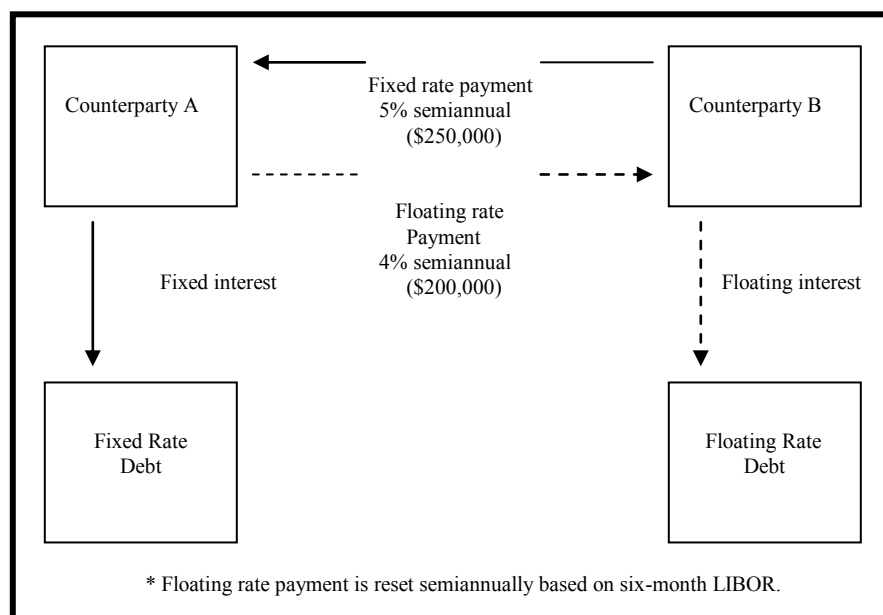 Counterparty A
Fixed rate payment
5% semiannual
($250,000)
Counterparty B
Floating rate
Payment
4% semiannual
($200,000)
Fixed interest
Floating interest
Fixed Rate
Debt
Floating Rate
Debt
* Floating rate payment is reset semiannually based on six-month LIBOR.